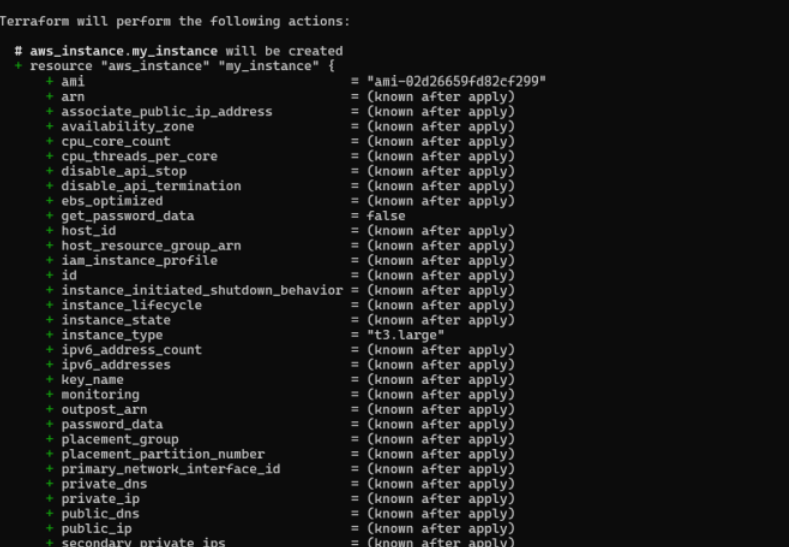 Terraform will perform the following actions:
# aws_instance.my_instance will be created
+ resource "aws_instance" "my_instance" {
+ ami = "ami-02d26659fd82cf299"
+ arn = (known after apply)
+ associate_public_ip_address = (known after apply)
+ availability_zone = (known after apply)
+ cpu_core_count = (known after apply)
+ cpu_threads_per_core = (known after apply)
+ disable_api_stop = (known after apply)
+ disable_api_termination = (known after apply)
+ ebs_optimized = (known after apply)
+ get_password_data = false
+ host_id = (known after apply)
+ host_resource_group_arn = (known after apply)
+ iam_instance_profile = (known after apply)
+ id = (known after apply)
+ instance_initiated_shutdown_behavior = (known after apply)
+ instance_lifecycle = (known after apply)
+ instance_state = (known after apply)
+ instance_type = "t3.large"
+ ipv6_address_count = (known after apply)
+ ipv6_addresses = (known after apply)
+ key_name = (known after apply)
+ monitoring = (known after apply)
+ outpost_arn = (known after apply)
+ password_data = (known after apply)
+ placement_group = (known after apply)
+ placement_partition_number = (known after apply)
+ primary_network_interface_id = (known after apply)
+ private_dns = (known after apply)
+ private_ip = (known after apply)
+ public_dns = (known after apply)
+ public_ip = (known after apply)
+ secondary_private_ips = (known after apply)